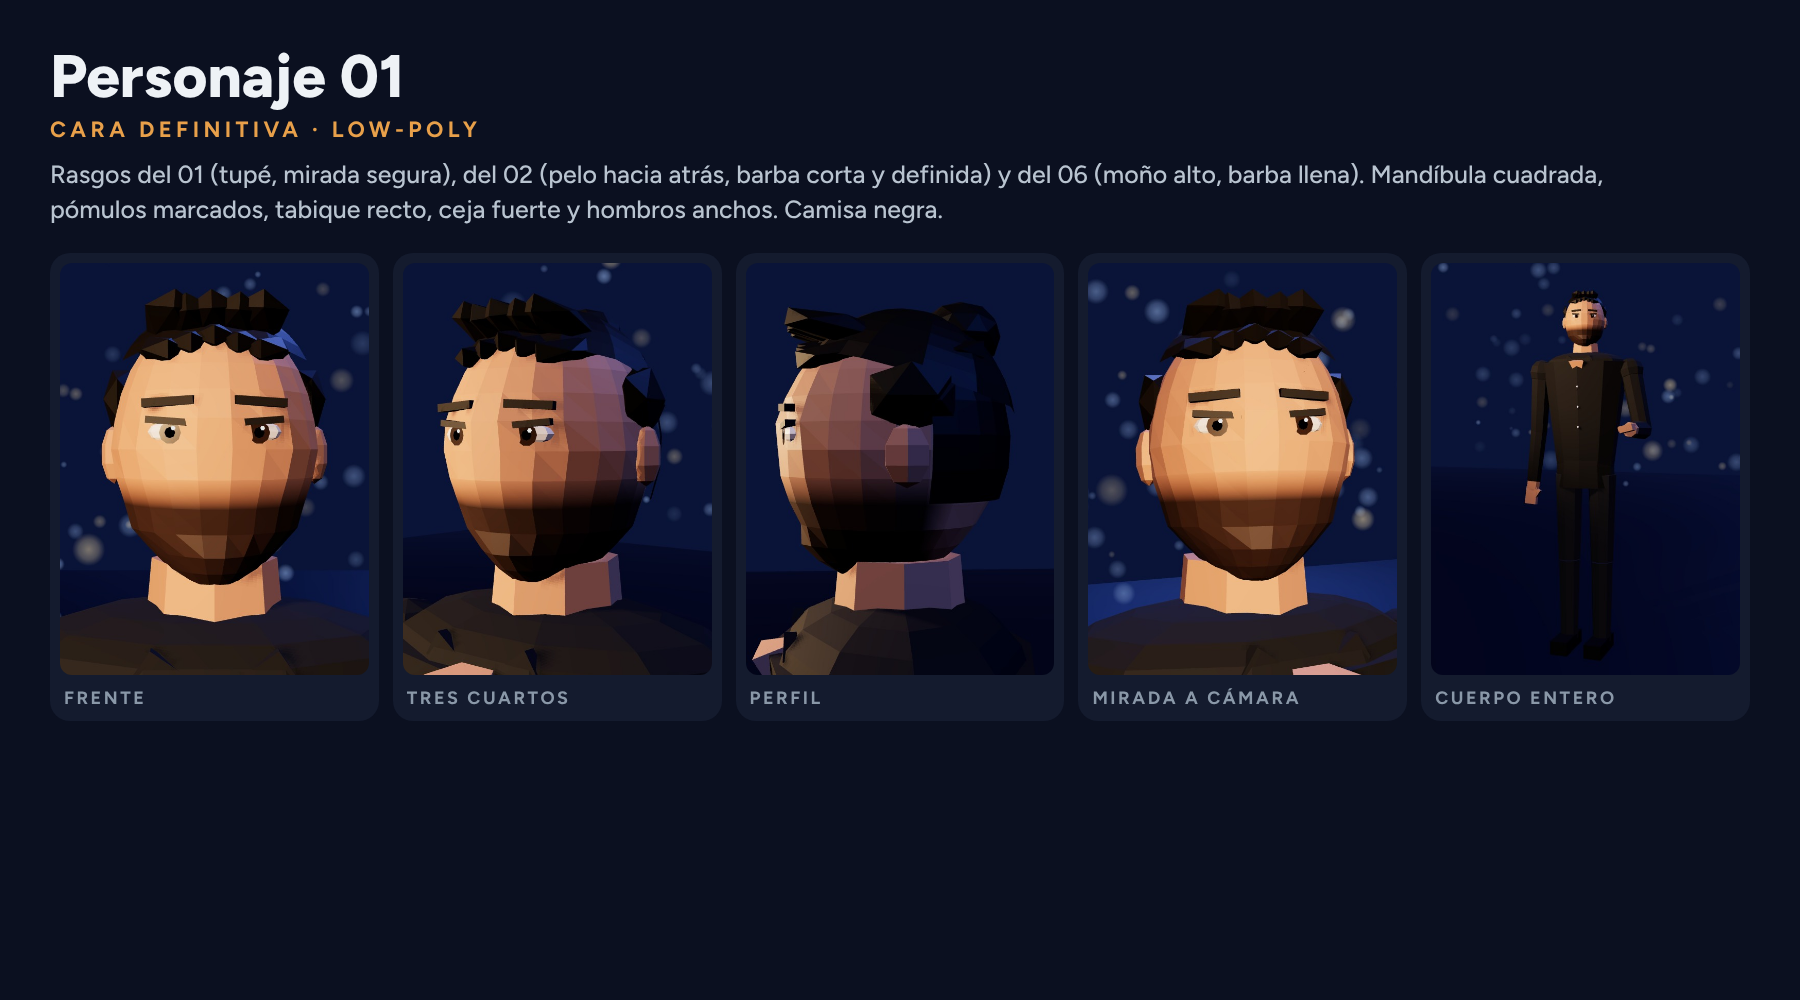 Personaje 01
CARA DEFINITIVA · LOW-POLY
Rasgos del 01 (tupé, mirada segura), del 02 (pelo hacia atrás, barba corta y definida) y del 06 (moño alto, barba llena). Mandíbula cuadrada,
pómulos marcados, tabique recto, ceja fuerte y hombros anchos. Camisa negra.
FRENTE
TRES CUARTOS
PERFIL
MIRADA A CÁMARA
CUERPO ENTERO